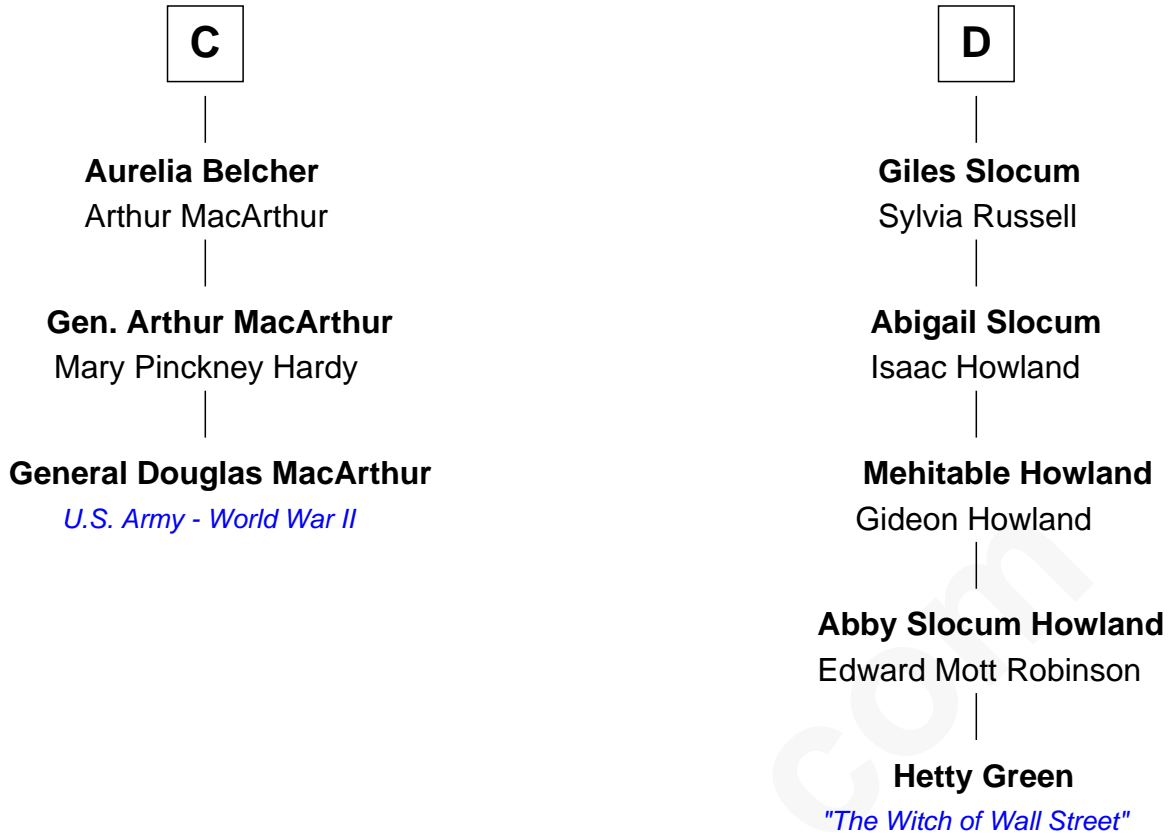 C
Aurelia Belcher
Arthur MacArthur
Gen. Arthur MacArthur
Mary Pinckney Hardy
General Douglas MacArthur
U.S. Army - World War II
D
Giles Slocum
Sylvia Russell
Abigail Slocum
Isaac Howland
Mehitable Howland
Gideon Howland
Abby Slocum Howland
Edward Mott Robinson
Hetty Green
"The Witch of Wall Street"
com